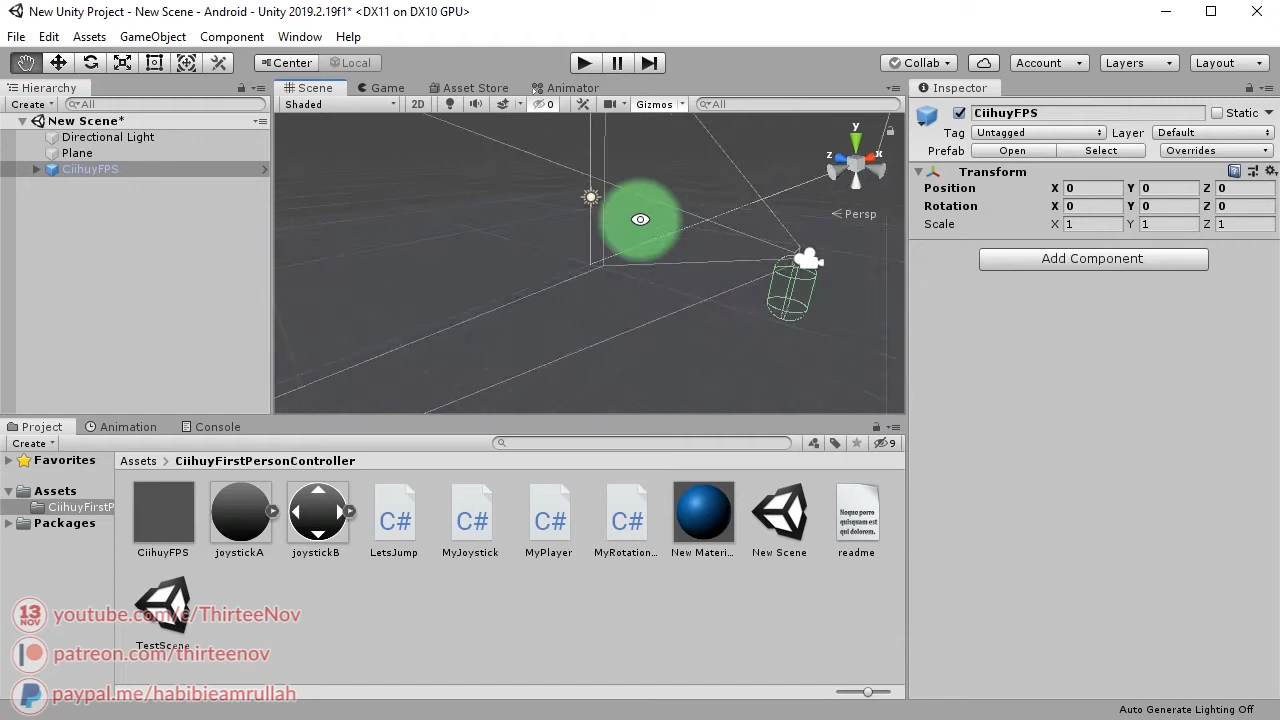 New Unity Project - New Scene - Android - Unity 2019.2.19f1* <DX11 on DX10 GPU>
File Edit Assets GameObject Component Window Help
Center Local Collab Account Layers Layout
Hierarchy
Create All
New Scene*
Directional Light
Plane
CiihuyFPS
Scene Game Asset Store Animator
Shaded 2D 0 Gizmos All
y
z x
Persp
Inspector
CiihuyFPS Static
Tag Untagged Layer Default
Prefab Open Select Overrides
Transform
Position X 0 Y 0 Z 0
Rotation X 0 Y 0 Z 0
Scale X 1 Y 1 Z 1
Add Component
Project Animation Console
Create 9
Favorites
Assets
CiihuyFirstP
Packages
Assets > CiihuyFirstPersonController
C# C# C# C#
Noque porro quisquam est qui dolorem.
CiihuyFPS joystickA joystickB LetsJump MyJoystick MyPlayer MyRotation... New Materi... New Scene readme
TestScene
13 NOV youtube.com/c/ThirteeNov
patreon.com/thirteenov
paypal.me/habibieamrullah
Auto Generate Lighting Off